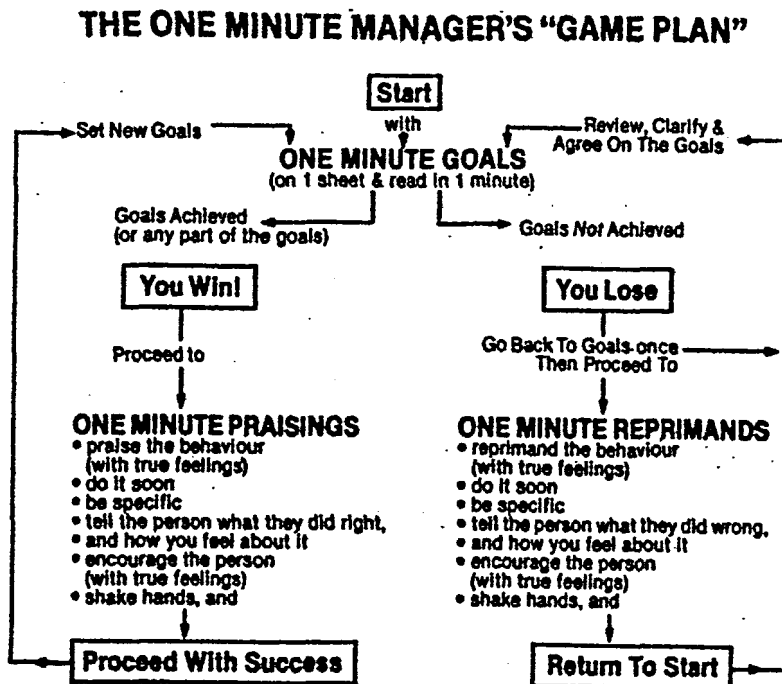 THE ONE MINUTE MANAGER'S "GAME PLAN"
Start
with
Set New Goals
Review, Clarify &
Agree On The Goals
ONE MINUTE GOALS
(on 1 sheet & read in 1 minute)
Goals Achieved
(or any part of the goals)
Goals Not Achieved
You Win!
Proceed to
ONE MINUTE PRAISINGS
• praise the behaviour
(with true feelings)
• do it soon
• be specific
• tell the person what they did right,
• and how you feel about it
• encourage the person
(with true feelings)
• shake hands, and
Proceed With Success
You Lose
Go Back To Goals once
Then Proceed To
ONE MINUTE REPRIMANDS
• reprimand the behaviour
(with true feelings)
• do it soon
• be specific
• tell the person what they did wrong,
• and how you feel about it
• encourage the person
(with true feelings)
• shake hands, and
Return To Start